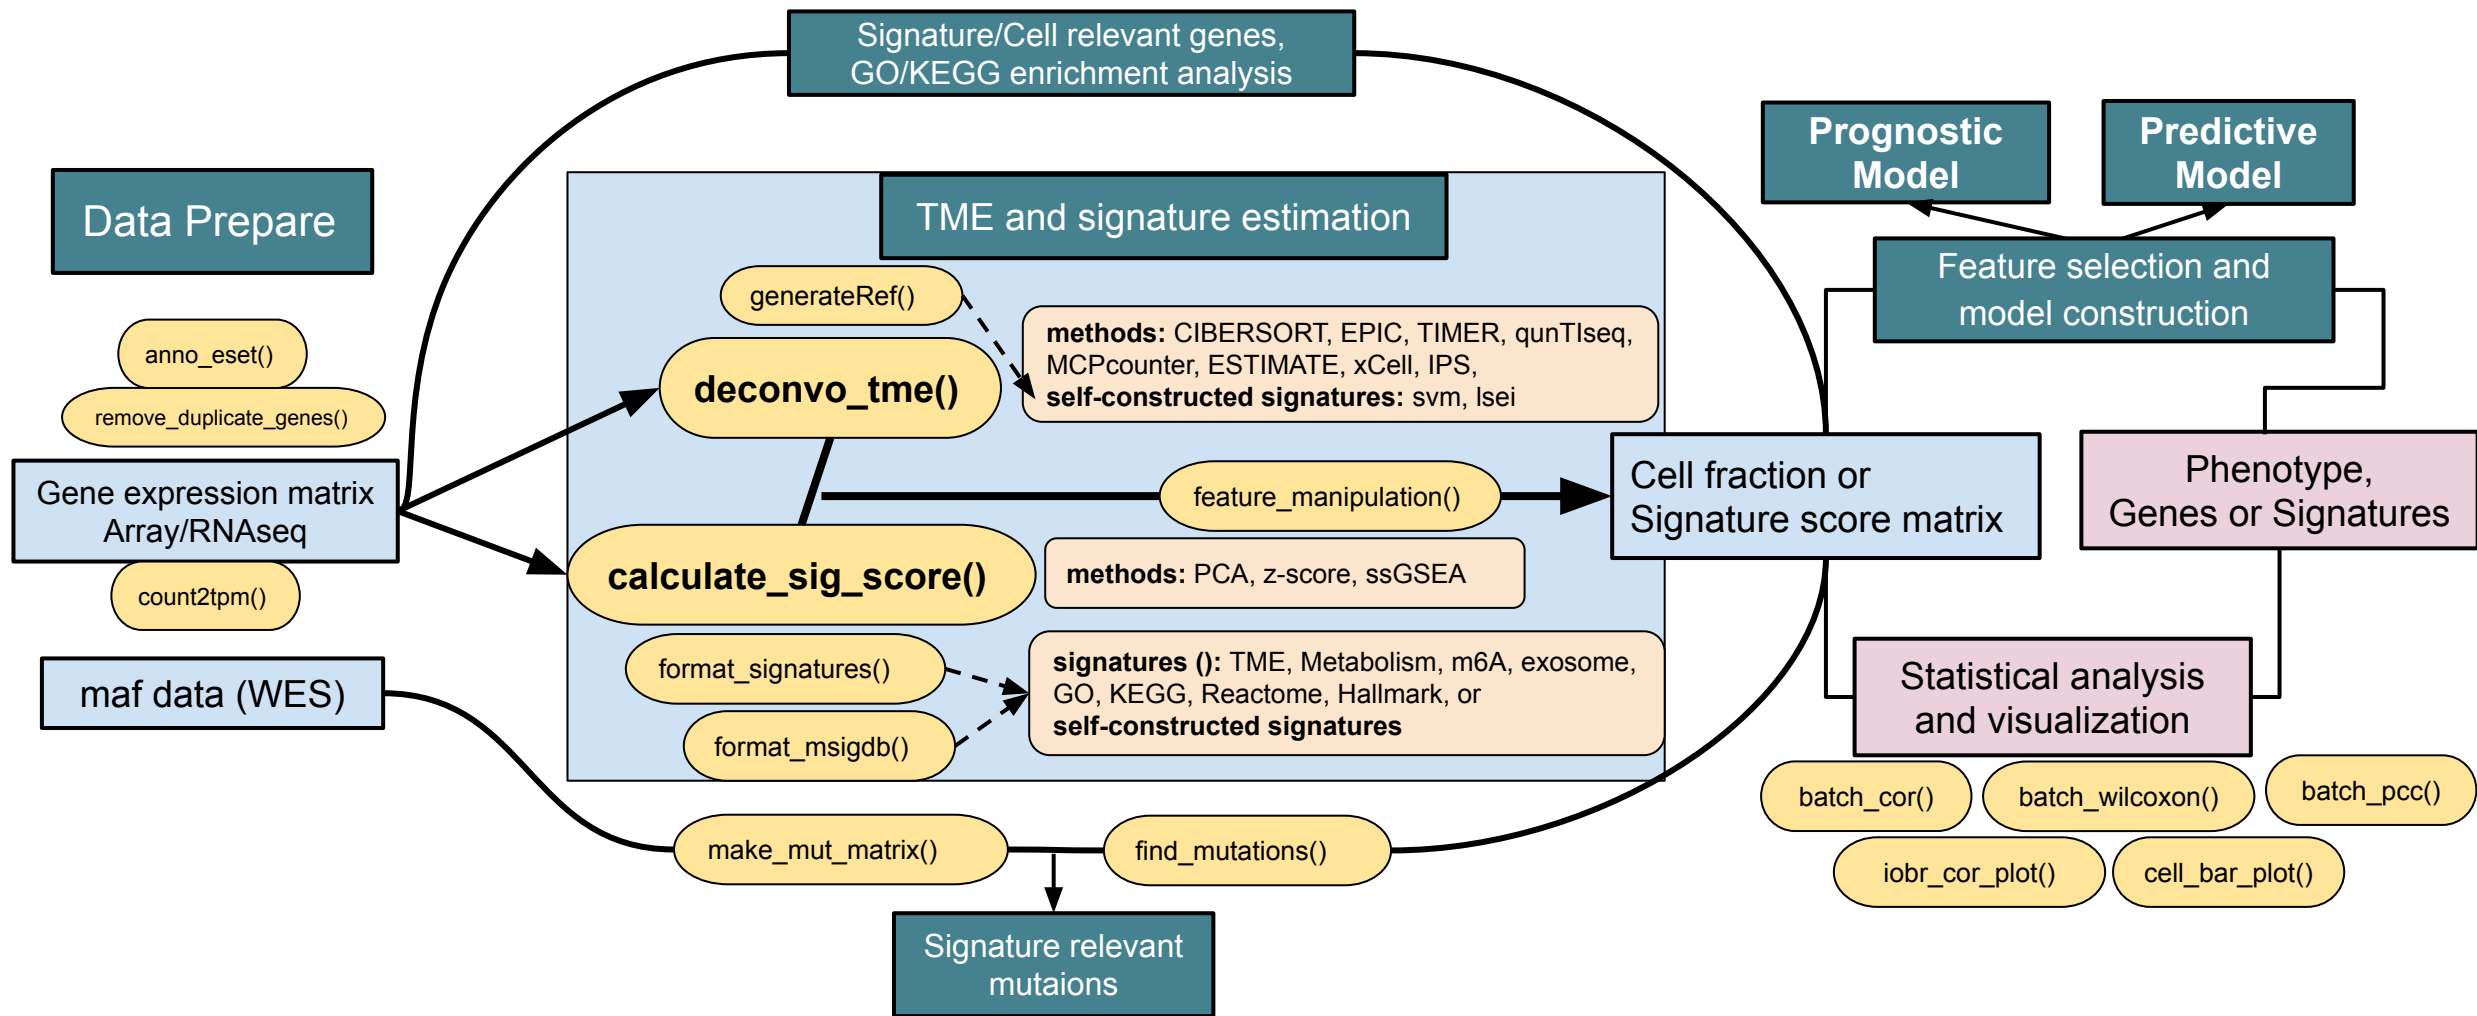 Signature/Cell relevant genes,
GO/KEGG enrichment analysis
Prognostic
Model
Predictive
Model
Data Prepare
TME and signature estimation
Feature selection and
model construction
generateRef()
methods: CIBERSORT, EPIC, TIMER, qunTIseq,
MCPcounter, ESTIMATE, xCell, IPS,
self-constructed signatures: svm, lsei
anno_eset()
remove_duplicate_genes()
deconvo_tme()
Gene expression matrix
Array/RNAseq
feature_manipulation()
Cell fraction or
Signature score matrix
Phenotype,
Genes or Signatures
calculate_sig_score()
methods: PCA, z-score, ssGSEA
count2tpm()
format_signatures()
signatures (): TME, Metabolism, m6A, exosome,
GO, KEGG, Reactome, Hallmark, or
self-constructed signatures
maf data (WES)
format_msigdb()
Statistical analysis
and visualization
batch_cor()
batch_wilcoxon()
batch_pcc()
make_mut_matrix()
find_mutations()
iobr_cor_plot()
cell_bar_plot()
Signature relevant
mutaions